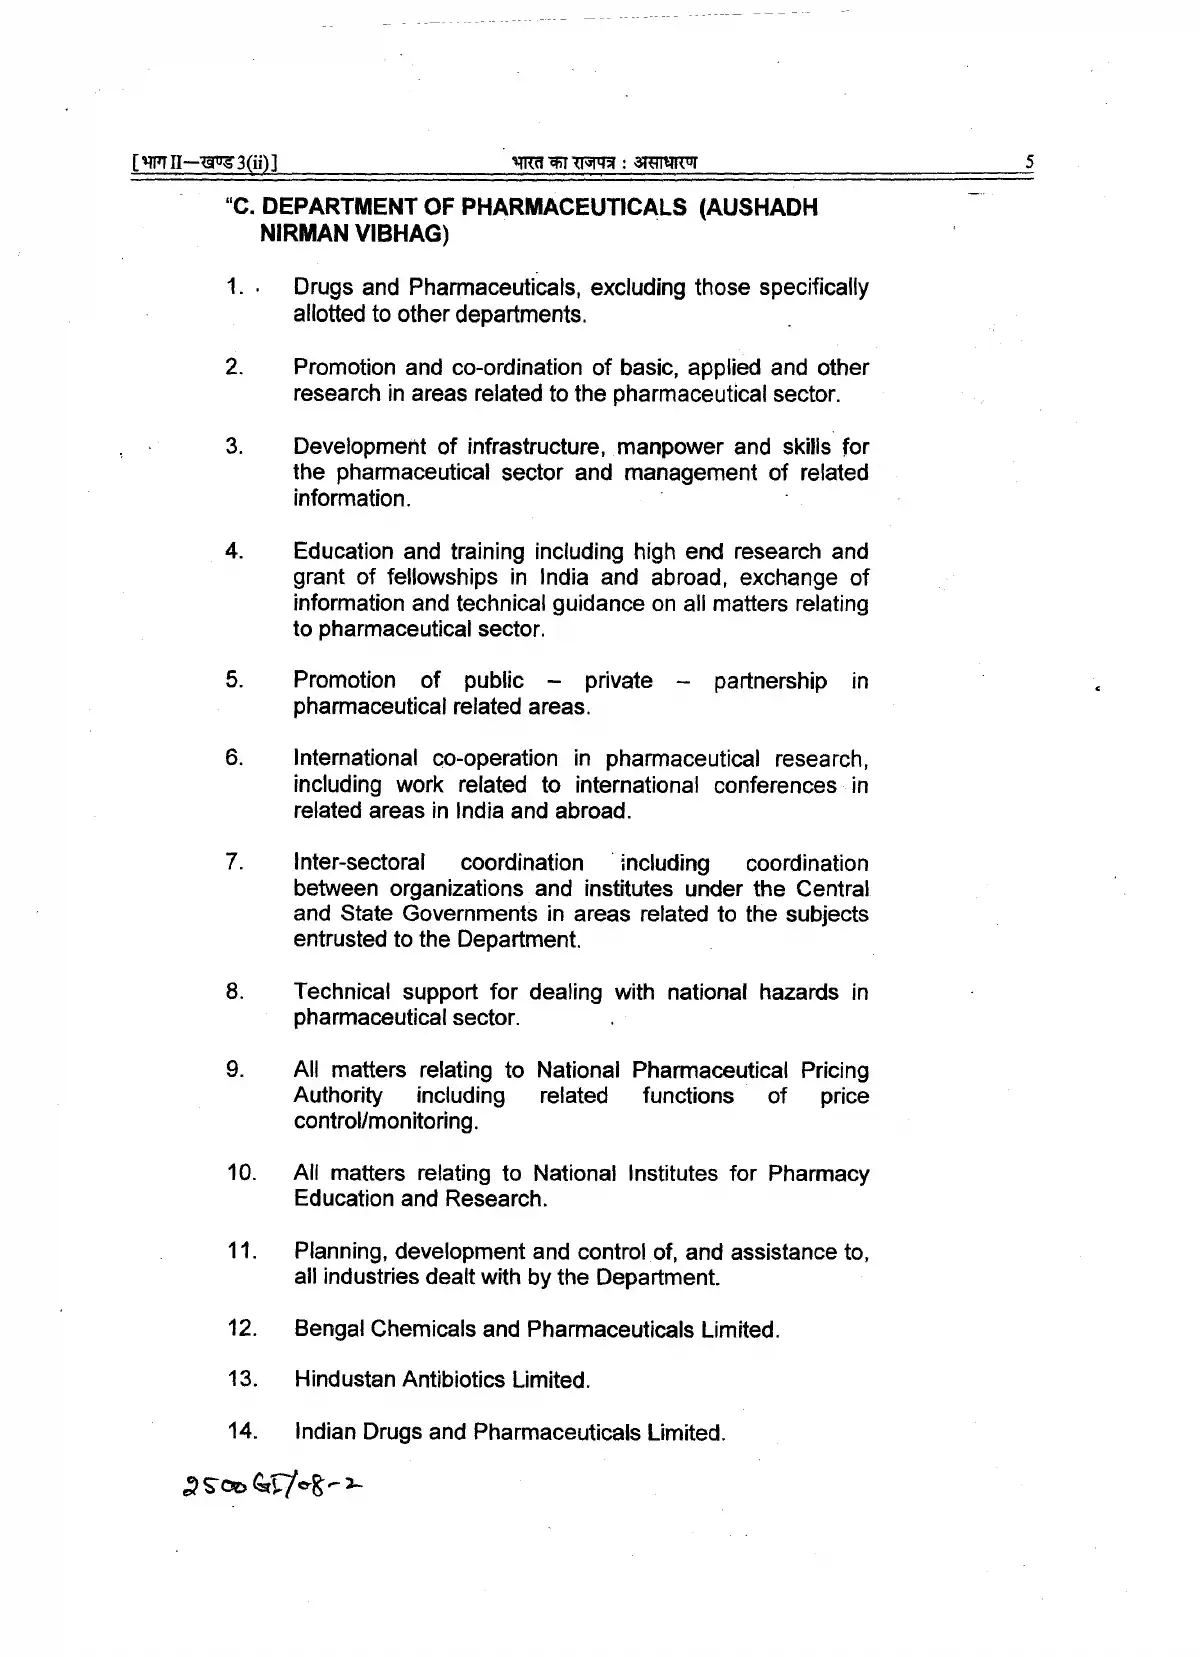 [भाग II—खण्ड 3(ii)]
भारत का राजपत्र : असाधारण
5
“C. DEPARTMENT OF PHARMACEUTICALS (AUSHADH
NIRMAN VIBHAG)
1. Drugs and Pharmaceuticals, excluding those specifically
allotted to other departments.
2. Promotion and co-ordination of basic, applied and other
research in areas related to the pharmaceutical sector.
3. Development of infrastructure, manpower and skills for
the pharmaceutical sector and management of related
information.
4. Education and training including high end research and
grant of fellowships in India and abroad, exchange of
information and technical guidance on all matters relating
to pharmaceutical sector.
5. Promotion of public – private – partnership in
pharmaceutical related areas.
6. International co-operation in pharmaceutical research,
including work related to international conferences in
related areas in India and abroad.
7. Inter-sectoral coordination including coordination
between organizations and institutes under the Central
and State Governments in areas related to the subjects
entrusted to the Department.
8. Technical support for dealing with national hazards in
pharmaceutical sector.
9. All matters relating to National Pharmaceutical Pricing
Authority including related functions of price
control/monitoring.
10. All matters relating to National Institutes for Pharmacy
Education and Research.
11. Planning, development and control of, and assistance to,
all industries dealt with by the Department.
12. Bengal Chemicals and Pharmaceuticals Limited.
13. Hindustan Antibiotics Limited.
14. Indian Drugs and Pharmaceuticals Limited.
2500 GI/08-2